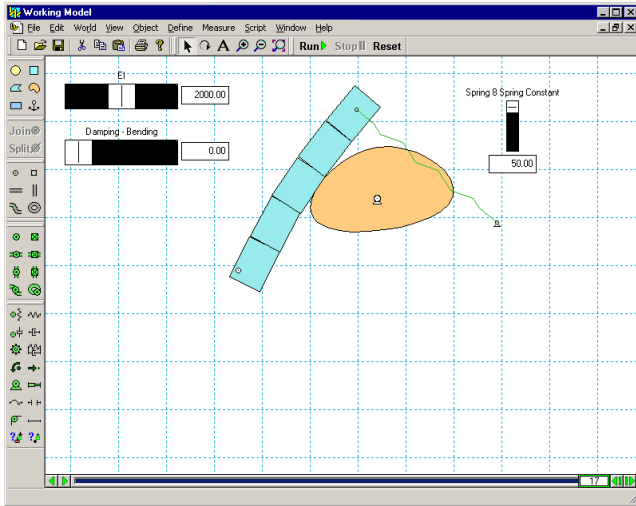 Working Model
File Edit World View Object Define Measure Script Window Help
Run Stop Reset
Join
Split
EI
2000.00
Damping - Bending
0.00
Spring 8 Spring Constant
50.00
17